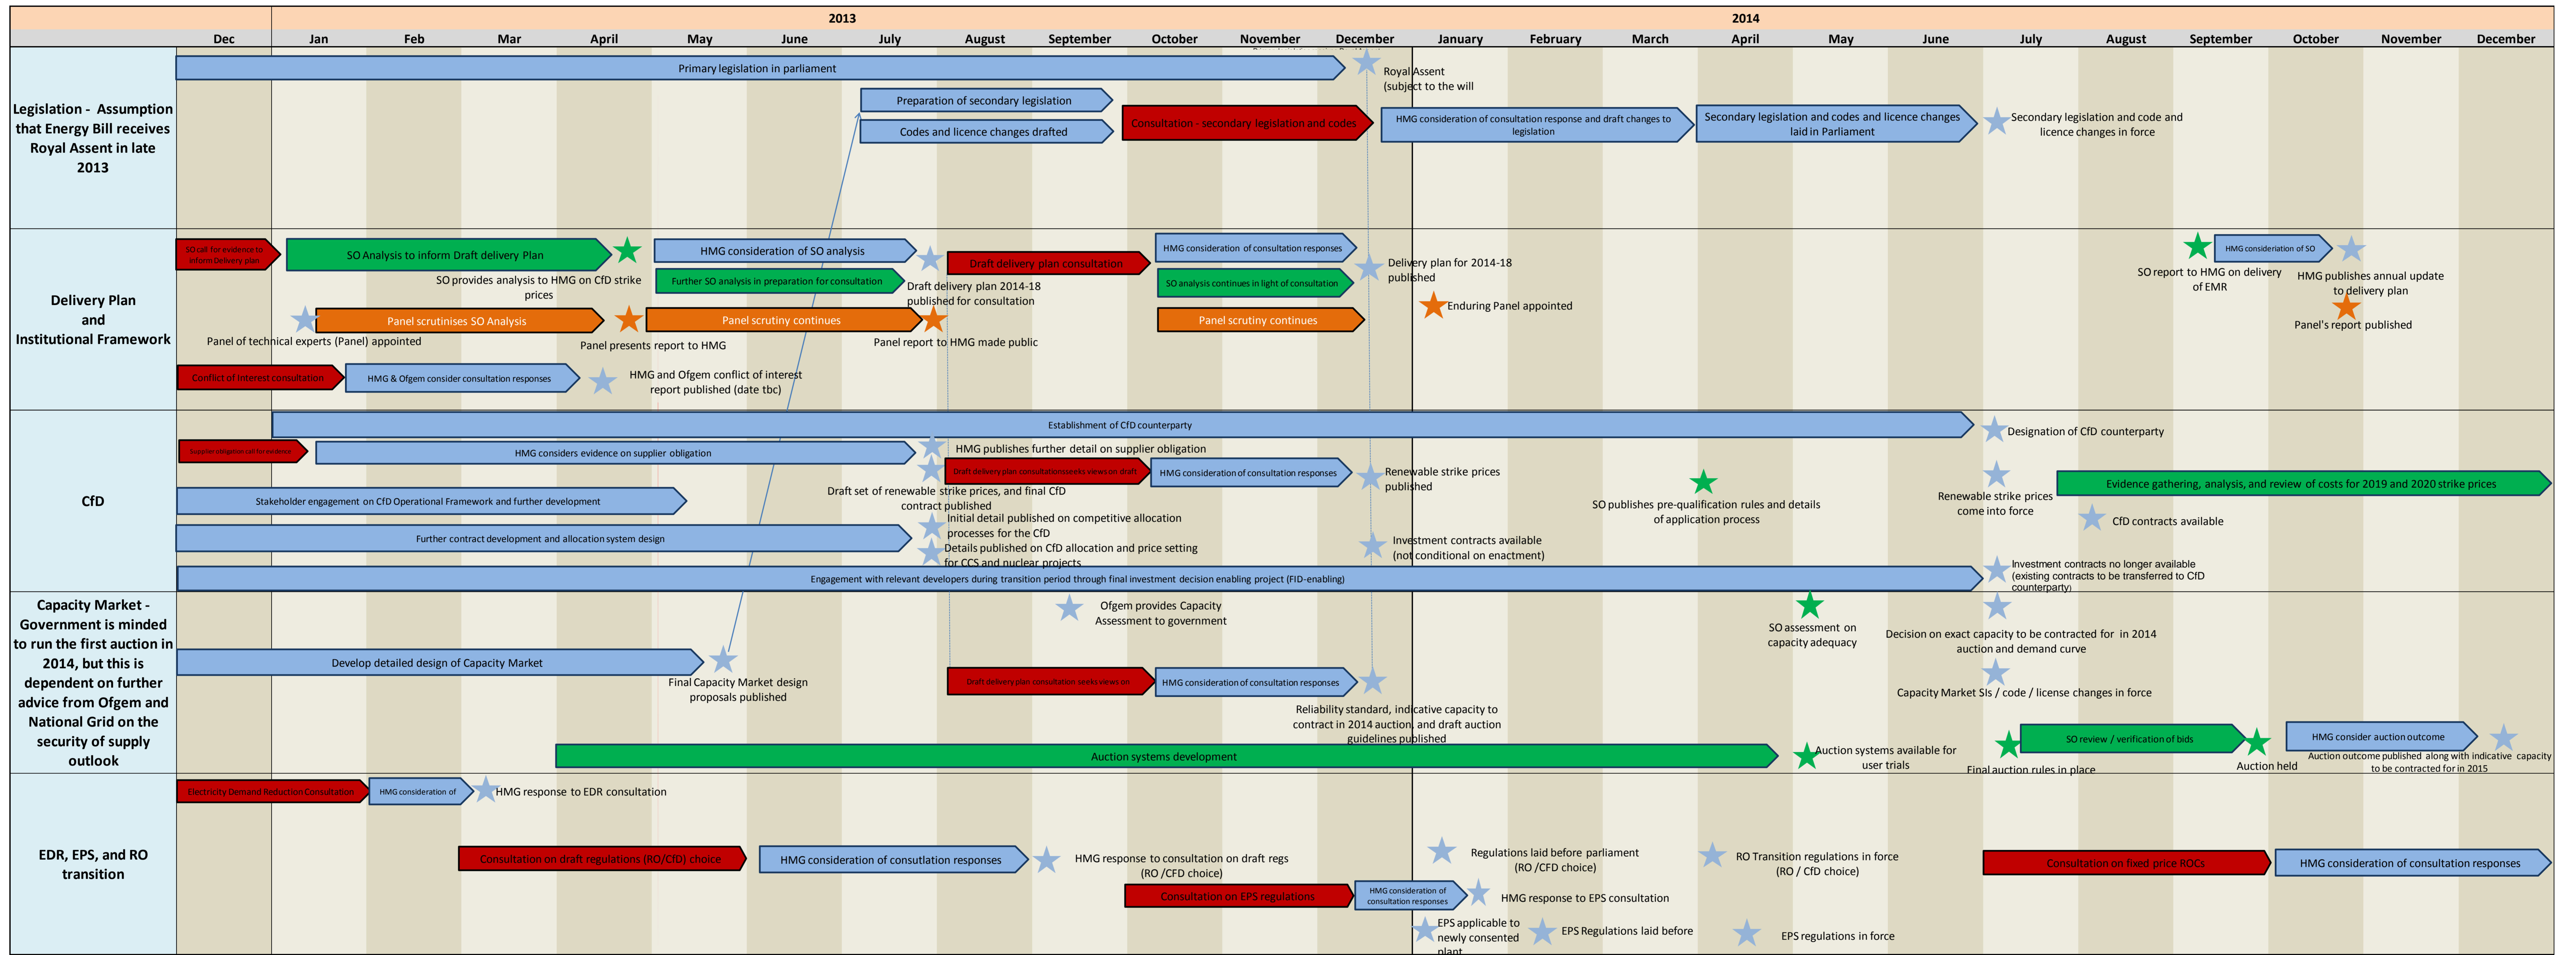 2013
2014
Dec Jan Feb Mar April May June July August September October November December January February March April May June July August September October November December
Legislation - Assumption
that Energy Bill receives
Royal Assent in late
2013
Primary legislation in parliament
Royal Assent
(subject to the will
Preparation of secondary legislation
Codes and licence changes drafted
Consultation - secondary legislation and codes
HMG consideration of consultation response and draft changes to
legislation
Secondary legislation and codes and licence changes
laid in Parliament
Secondary legislation and code and
licence changes in force
Delivery Plan
and
Institutional Framework
SO call for evidence to
inform Delivery plan
SO Analysis to inform Draft delivery Plan
SO provides analysis to HMG on CfD strike
prices
HMG consideration of SO analysis
Further SO analysis in preparation for consultation
Draft delivery plan 2014-18
published for consultation
Draft delivery plan consultation
HMG consideration of consultation responses
SO analysis continues in light of consultation
Delivery plan for 2014-18
published
Enduring Panel appointed
SO report to HMG on delivery
of EMR
HMG consideriation of SO
HMG publishes annual update
to delivery plan
Panel's report published
Panel scrutinises SO Analysis
Panel of technical experts (Panel) appointed
Panel presents report to HMG
Panel scrutiny continues
Panel report to HMG made public
Panel scrutiny continues
Conflict of Interest consultation
HMG & Ofgem consider consultation responses
HMG and Ofgem conflict of interest
report published (date tbc)
CfD
Establishment of CfD counterparty
Designation of CfD counterparty
Supplier obligation call for evidence
HMG considers evidence on supplier obligation
HMG publishes further detail on supplier obligation
Draft delivery plan consultation seeks views on draft
HMG consideration of consultation responses
Renewable strike prices
published
Draft set of renewable strike prices, and final CfD
contract published
SO publishes pre-qualification rules and details
of application process
Renewable strike prices
come into force
Evidence gathering, analysis, and review of costs for 2019 and 2020 strike prices
CfD contracts available
Stakeholder engagement on CfD Operational Framework and further development
Initial detail published on competitive allocation
processes for the CfD
Further contract development and allocation system design
Details published on CfD allocation and price setting
for CCS and nuclear projects
Investment contracts available
(not conditional on enactment)
Engagement with relevant developers during transition period through final investment decision enabling project (FID-enabling)
Investment contracts no longer available
(existing contracts to be transferred to CfD
counterparty)
Capacity Market -
Government is minded
to run the first auction in
2014, but this is
dependent on further
advice from Ofgem and
National Grid on the
security of supply
outlook
Ofgem provides Capacity
Assessment to government
SO assessment on
capacity adequacy
Decision on exact capacity to be contracted for in 2014
auction and demand curve
Develop detailed design of Capacity Market
Final Capacity Market design
proposals published
Draft delivery plan consultation seeks views on
HMG consideration of consultation responses
Reliability standard, indicative capacity to
contract in 2014 auction, and draft auction
guidelines published
Capacity Market SIs / code / license changes in force
Auction systems development
Auction systems available for
user trials
Final auction rules in place
SO review / verification of bids
Auction held
HMG consider auction outcome
Auction outcome published along with indicative capacity
to be contracted for in 2015
EDR, EPS, and RO
transition
Electricity Demand Reduction Consultation
HMG consideration of
HMG response to EDR consultation
Consultation on draft regulations (RO/CfD) choice
HMG consideration of consutlation responses
HMG response to consultation on draft regs
(RO /CFD choice)
Regulations laid before parliament
(RO /CFD choice)
RO Transition regulations in force
(RO / CfD choice)
Consultation on fixed price ROCs
HMG consideration of consultation responses
Consultation on EPS regulations
HMG consideration of
consultation responses
HMG response to EPS consultation
EPS applicable to
newly consented
plant
EPS Regulations laid before
EPS regulations in force